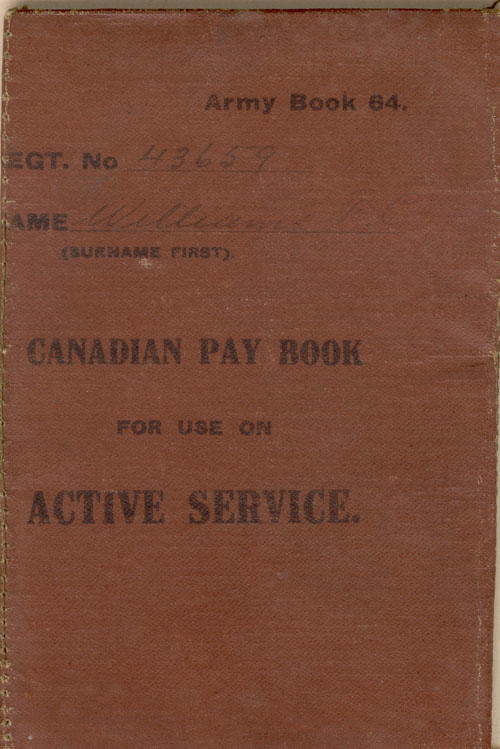 Army Book 64.
EGT. No 43659
AME Williams
(SURNAME FIRST).
CANADIAN PAY BOOK
FOR USE ON
ACTIVE SERVICE.